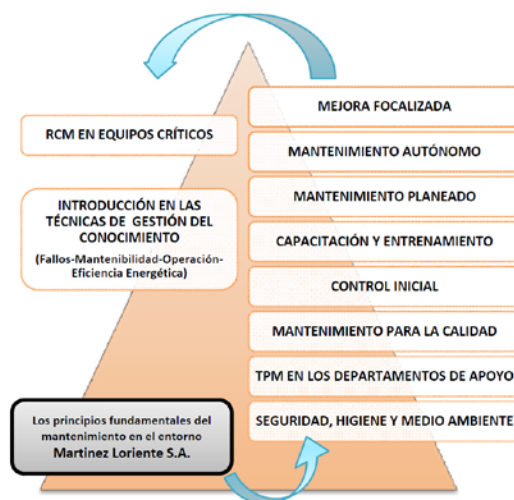 RCM EN EQUIPOS CRÍTICOS
INTRODUCCIÓN EN LAS
TÉCNICAS DE GESTIÓN DEL
CONOCIMIENTO
(Fallos-Mantenibilidad-Operación-
Eficiencia Energética)
Los principios fundamentales del
mantenimiento en el entorno
Martinez Loriente S.A.
MEJORA FOCALIZADA
MANTENIMIENTO AUTÓNOMO
MANTENIMIENTO PLANEADO
CAPACITACIÓN Y ENTRENAMIENTO
CONTROL INICIAL
MANTENIMIENTO PARA LA CALIDAD
TPM EN LOS DEPARTAMENTOS DE APOYO
SEGURIDAD, HIGIENE Y MEDIO AMBIENTE